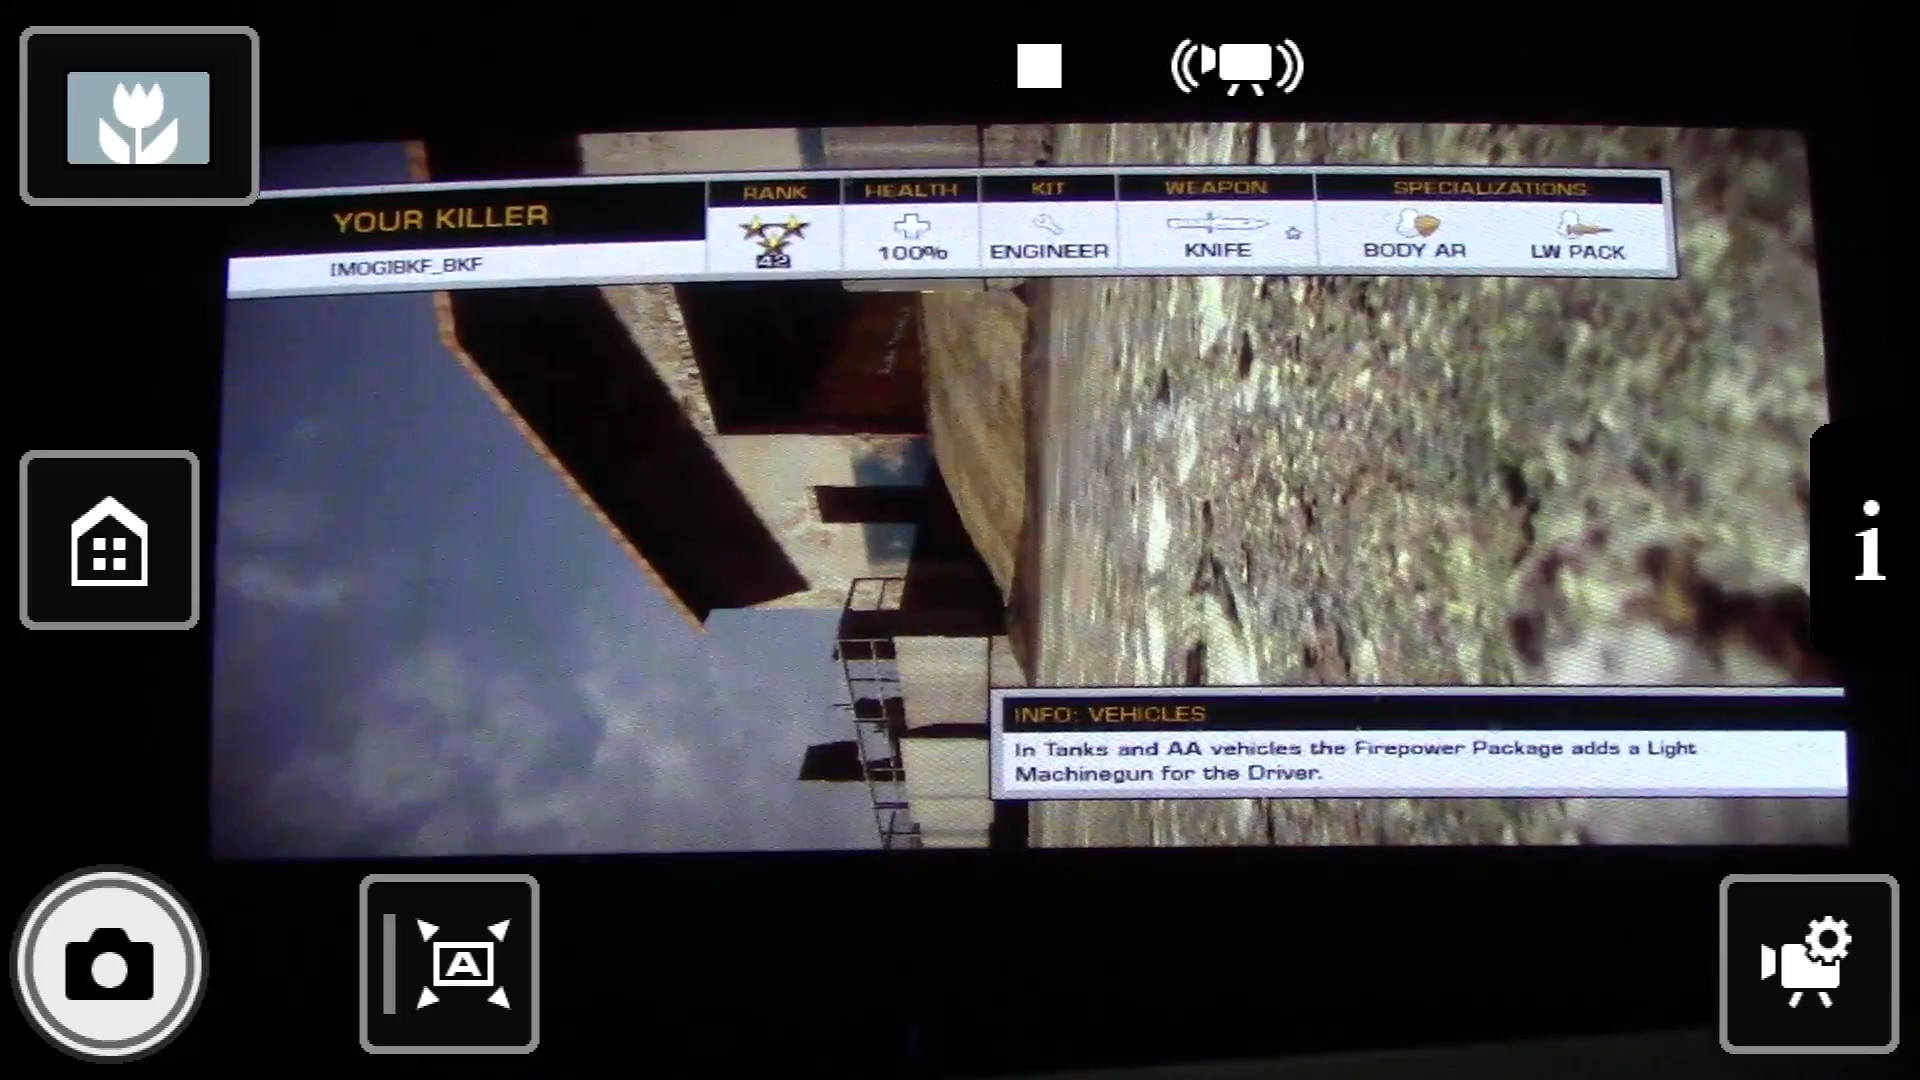 YOUR KILLER
[MOG]BKF_BKF
RANK
42
HEALTH
100%
KIT
ENGINEER
WEAPON
KNIFE
SPECIALIZATIONS
BODY AR
LW PACK
i
INFO: VEHICLES
In Tanks and AA vehicles the Firepower Package adds a Light
Machinegun for the Driver.
A